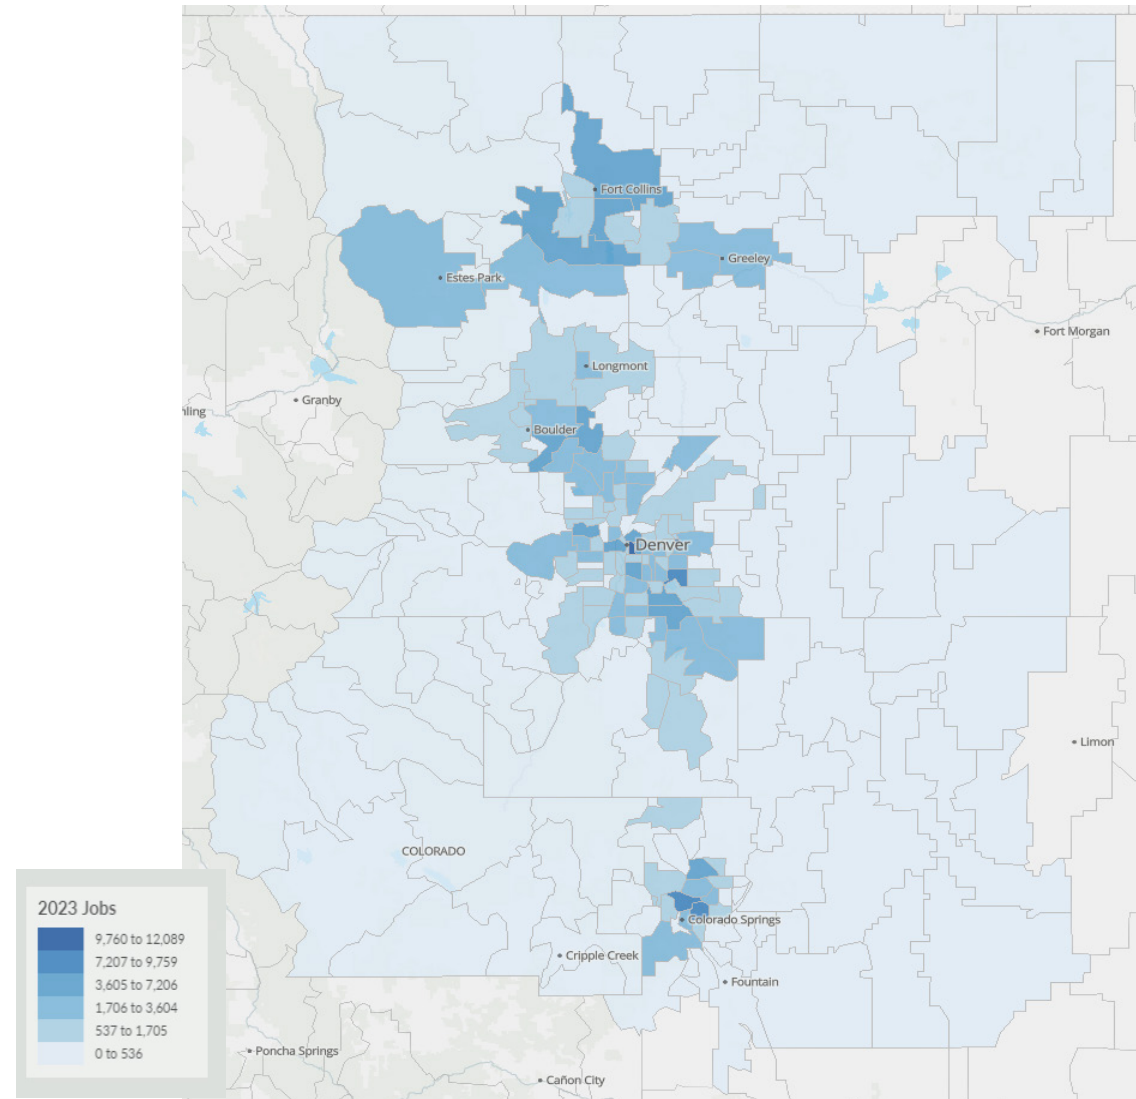 Fort Collins
Greeley
Estes Park
Fort Morgan
Longmont
Granby
hling
Boulder
Denver
Limon
COLORADO
2023 Jobs
9,760 to 12,089
7,207 to 9,759
3,605 to 7,206
1,706 to 3,604
537 to 1,705
0 to 536
Colorado Springs
Cripple Creek
Fountain
Poncha Springs
Cañon City